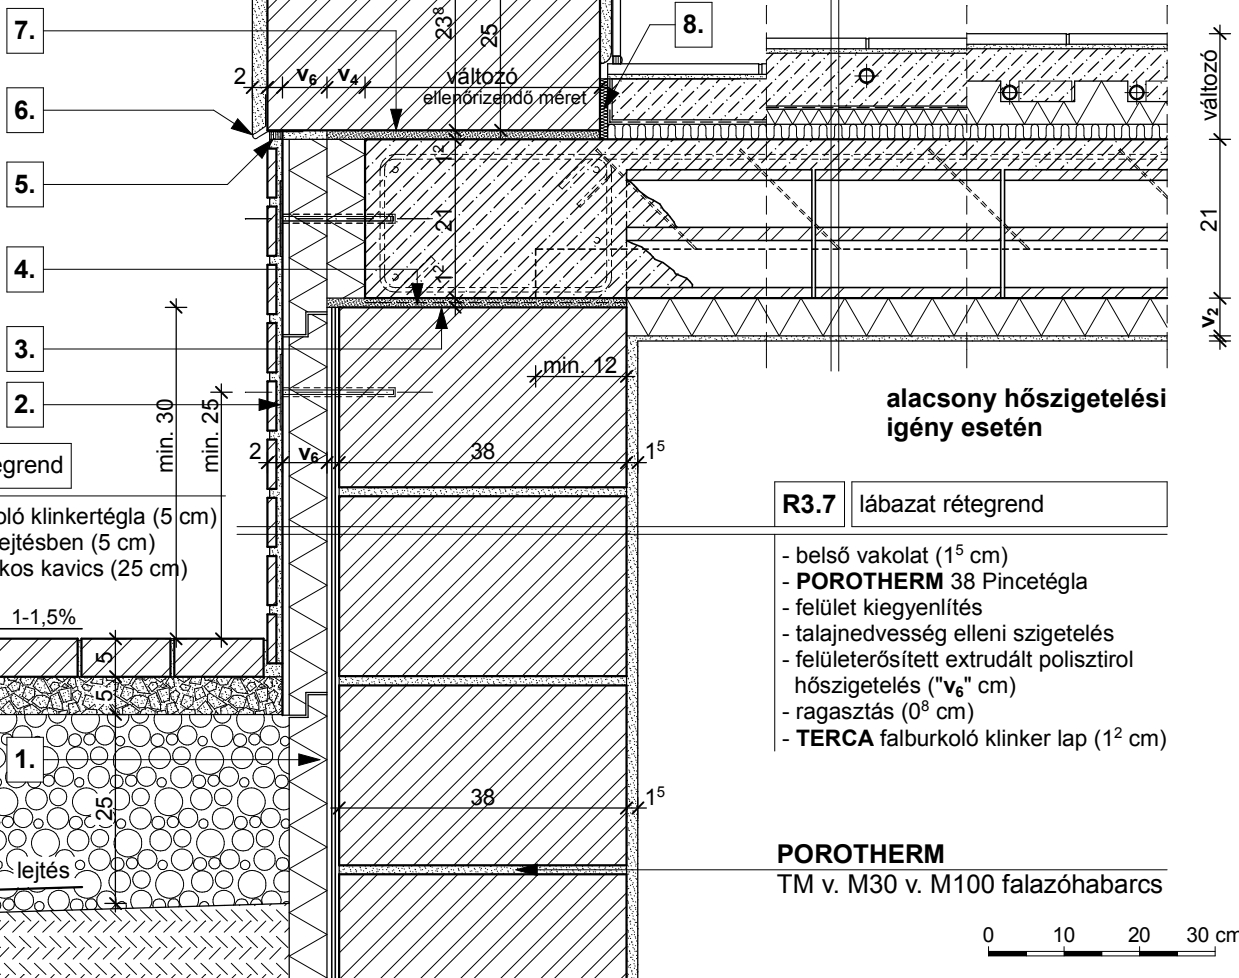 7.
23⁸
25
8.
2
v₆
v₄
változó
ellenőrizendő méret
változó
6.
5.
1²
21
21
4.
1²
3.
v₂
min. 12
2.
min. 30
min. 25
alacsony hőszigetelési
igény esetén
2
v₆
38
1⁵
egrend
R3.7
lábazat rétegrend
oló klinkertégla (5 cm)
ejtésben (5 cm)
kos kavics (25 cm)
- belső vakolat (1⁵ cm)
- POROTHERM 38 Pincetégla
- felület kiegyenlítés
- talajnedvesség elleni szigetelés
- felületerősített extrudált polisztirol
hőszigetelés ("v₆" cm)
- ragasztás (0⁸ cm)
- TERCA falburkoló klinker lap (1² cm)
1-1,5%
5
5
1.
25
38
1⁵
lejtés
POROTHERM
TM v. M30 v. M100 falazóhabarcs
0 10 20 30 cm